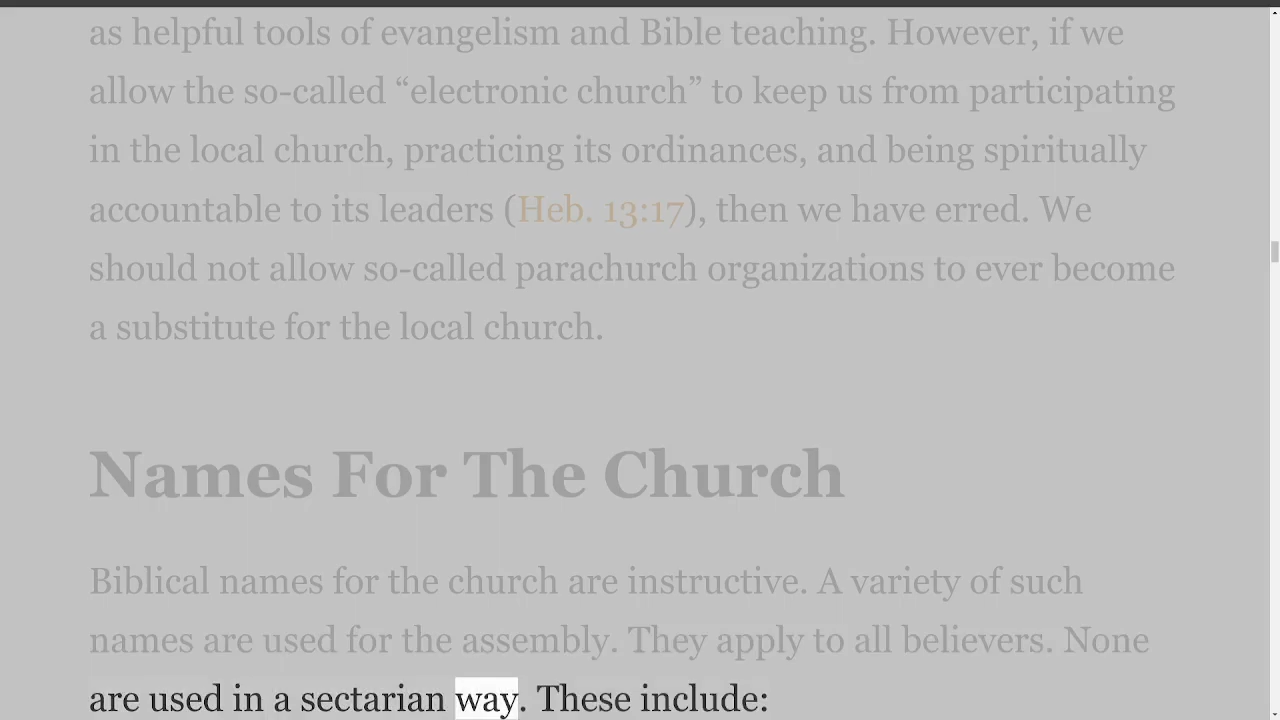 as helpful tools of evangelism and Bible teaching. However, if we
allow the so-called “electronic church” to keep us from participating
in the local church, practicing its ordinances, and being spiritually
accountable to its leaders (Heb. 13:17), then we have erred. We
should not allow so-called parachurch organizations to ever become
a substitute for the local church.
Names For The Church
Biblical names for the church are instructive. A variety of such
names are used for the assembly. They apply to all believers. None
are used in a sectarian way. These include: